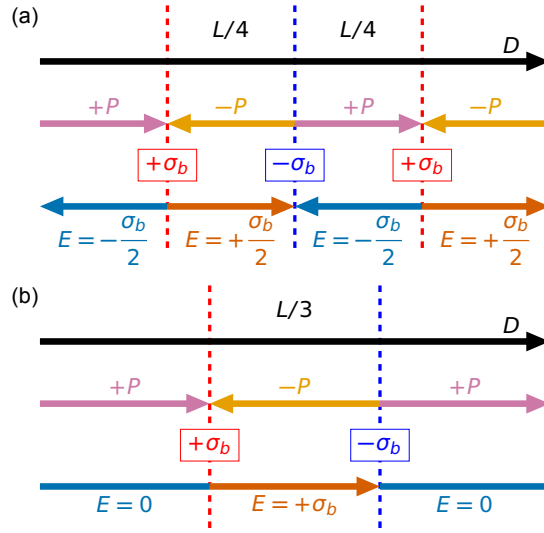 (a)
L/4 L/4
D
+P −P +P −P
+σ_b −σ_b +σ_b
E = −σ_b/2 E = +σ_b/2 E = −σ_b/2 E = +σ_b/2
(b)
L/3
D
+P −P +P
+σ_b −σ_b
E = 0 E = +σ_b E = 0